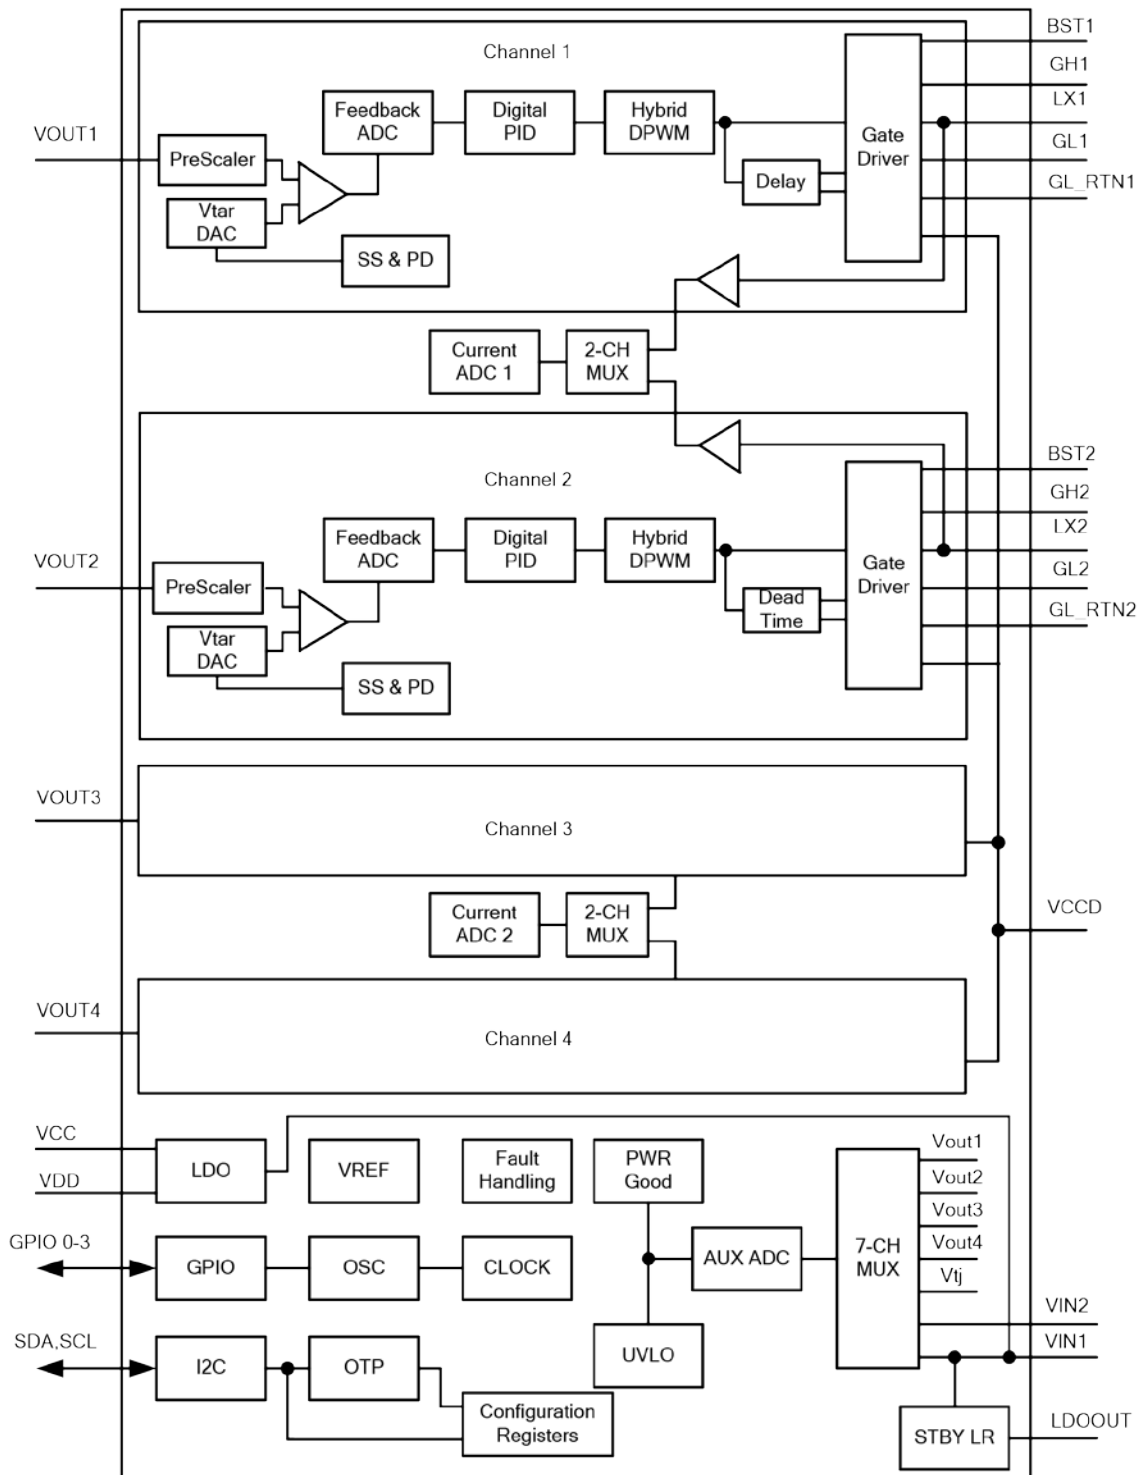 BST1
Channel 1
GH1
LX1
Feedback
ADC
Digital
PID
Hybrid
DPWM
VOUT1
Gate
Driver
GL1
PreScaler
Delay
GL_RTN1
Vtar
DAC
SS & PD
Current
ADC 1
2-CH
MUX
BST2
Channel 2
GH2
LX2
Feedback
ADC
Digital
PID
Hybrid
DPWM
VOUT2
Gate
Driver
GL2
PreScaler
Dead
Time
GL_RTN2
Vtar
DAC
SS & PD
VOUT3
Channel 3
Current
ADC 2
2-CH
MUX
VCCD
VOUT4
Channel 4
VCC
VDD
LDO
VREF
Fault
Handling
PWR
Good
Vout1
Vout2
Vout3
Vout4
Vtj
GPIO 0-3
GPIO
OSC
CLOCK
AUX ADC
7-CH
MUX
VIN2
VIN1
SDA,SCL
I2C
OTP
UVLO
Configuration
Registers
STBY LR
LDOOUT